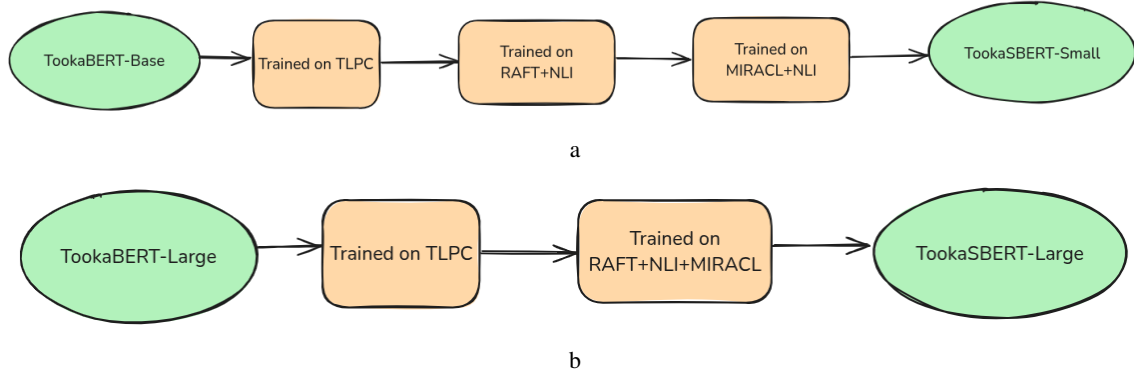 TookaBERT-Base
Trained on TLPC
Trained on
RAFT+NLI
Trained on
MIRACL+NLI
TookaSBERT-Small
a
TookaBERT-Large
Trained on TLPC
Trained on
RAFT+NLI+MIRACL
TookaSBERT-Large
b